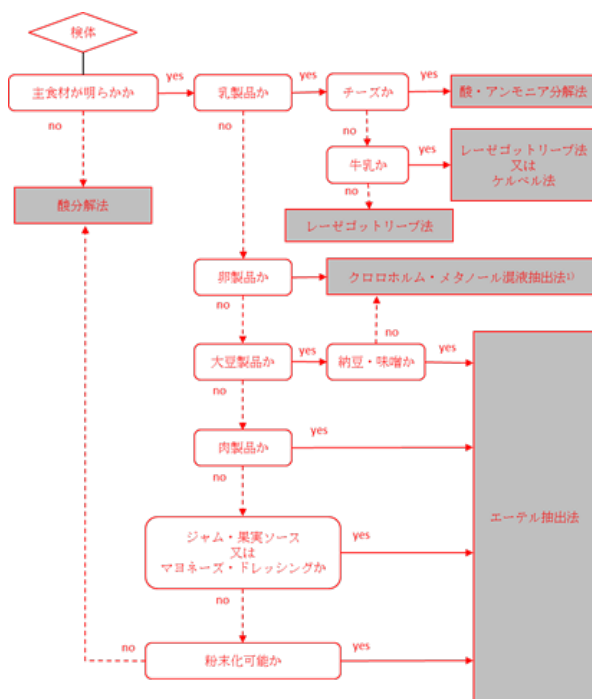 検体
主食材が明らかか
yes
乳製品か
yes
チーズか
yes
酸・アンモニア分解法
no
no
no
牛乳か
yes
レーゼゴットリーブ法
又は
ケルベル法
no
酸分解法
レーゼゴットリーブ法
卵製品か
クロロホルム・メタノール混液抽出法1)
no
no
大豆製品か
yes
納豆・味噌か
yes
no
肉製品か
yes
no
エーテル抽出法
ジャム・果実ソース
又は
マヨネーズ・ドレッシングか
yes
no
no
粉末化可能か
yes